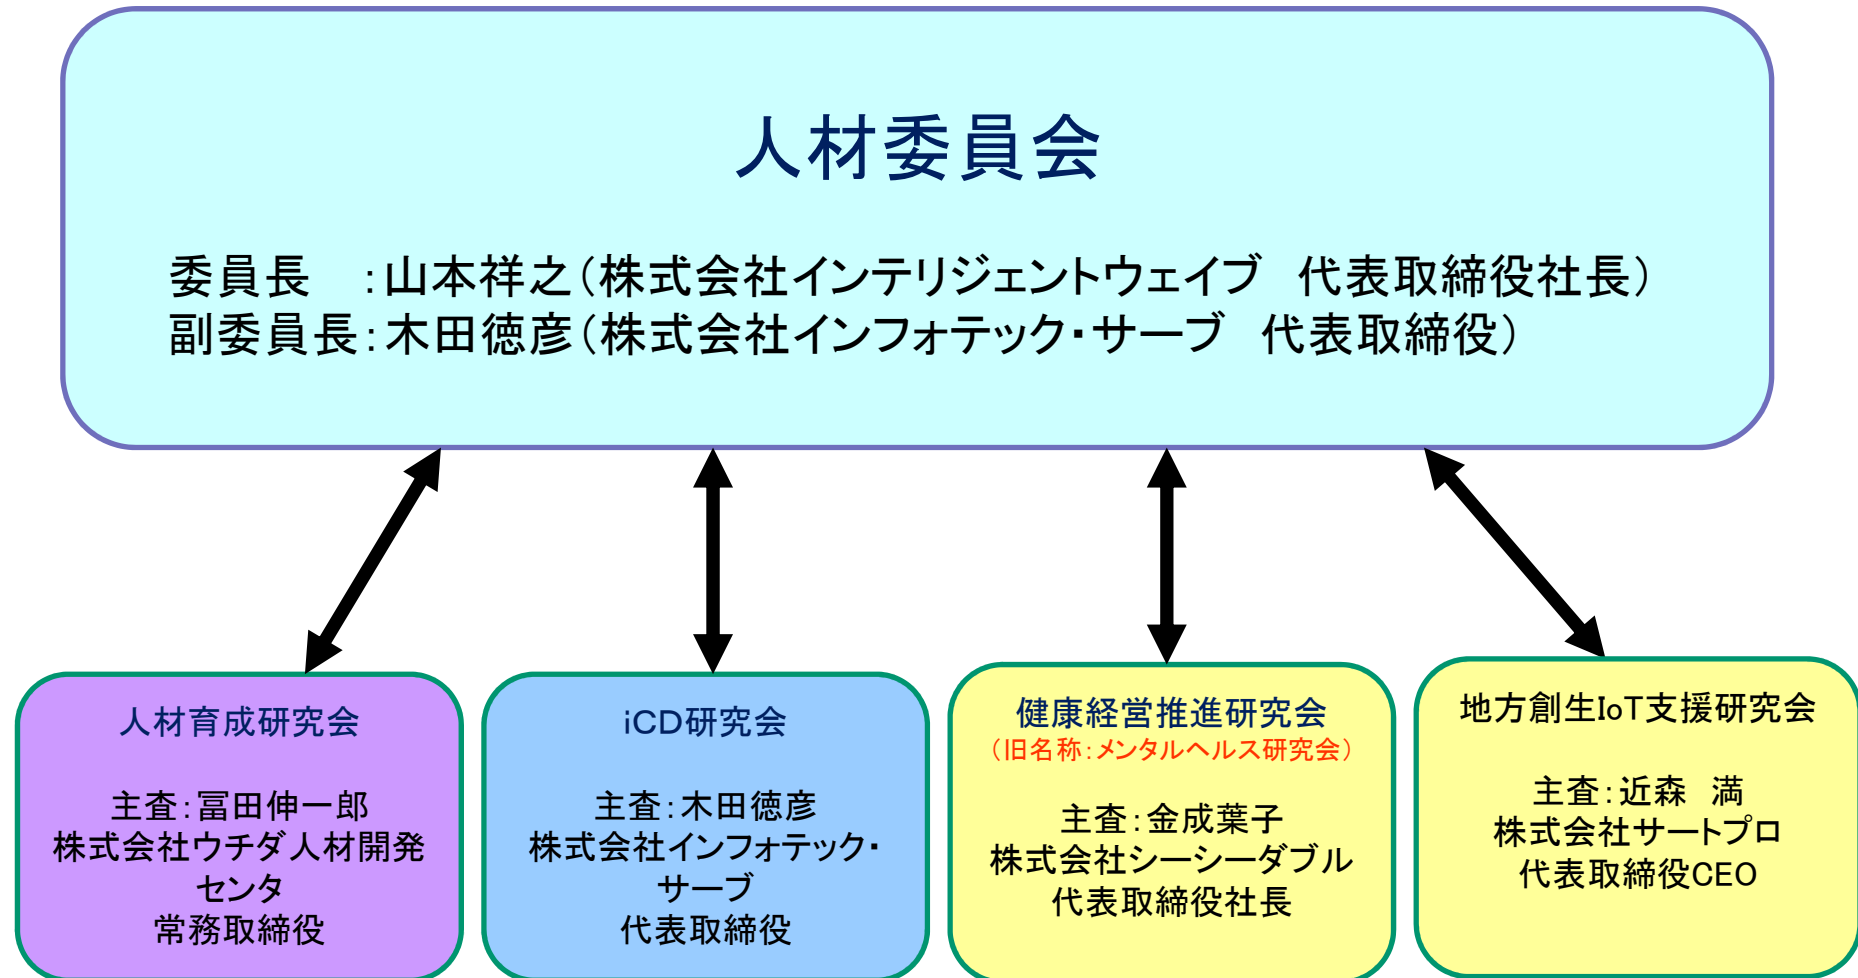 人材委員会
委員長　：山本祥之（株式会社インテリジェントウェイブ　代表取締役社長）
副委員長：木田徳彦（株式会社インフォテック・サーブ　代表取締役）
人材育成研究会
主査：冨田伸一郎
株式会社ウチダ人材開発
センタ
常務取締役
iCD研究会
主査：木田徳彦
株式会社インフォテック・
サーブ
代表取締役
健康経営推進研究会
（旧名称：メンタルヘルス研究会）
主査：金成葉子
株式会社シーシーダブル
代表取締役社長
地方創生IoT支援研究会
主査：近森　満
株式会社サートプロ
代表取締役CEO